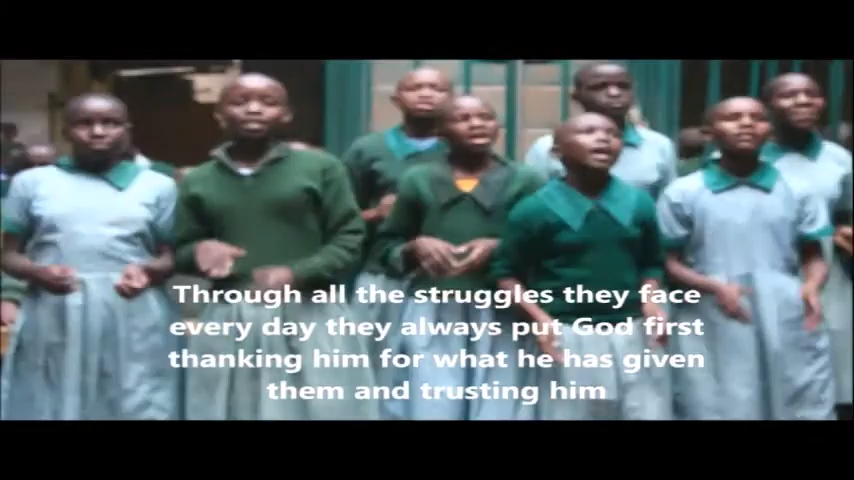 Through all the struggles they face
every day they always put God first
thanking him for what he has given
them and trusting him